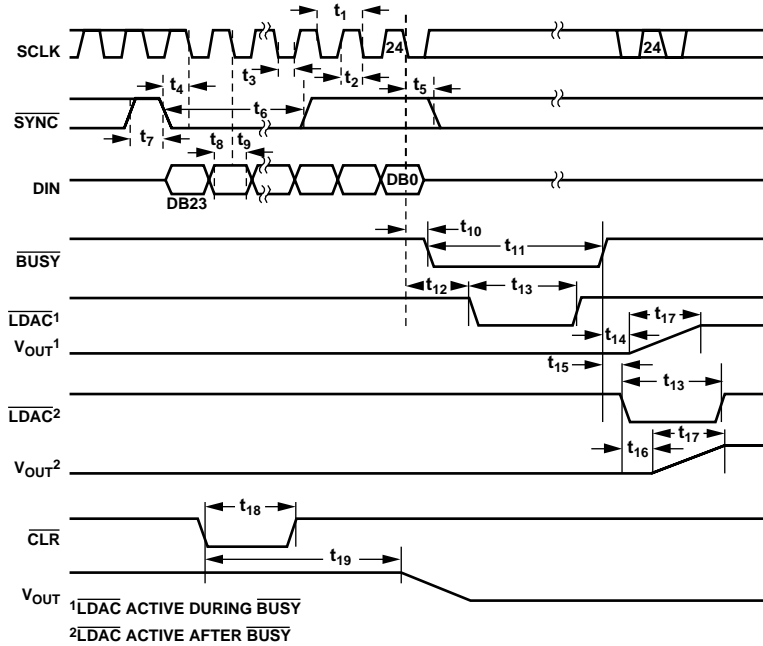 t1
SCLK
24
24
t3
t2
t4
t5
t6
SYNC
t7
t8
t9
DIN
DB23
DB0
t10
t11
BUSY
t12
t13
LDAC1
t17
t14
VOUT1
t15
t13
LDAC2
t17
t16
VOUT2
t18
CLR
t19
VOUT
1LDAC ACTIVE DURING BUSY
2LDAC ACTIVE AFTER BUSY